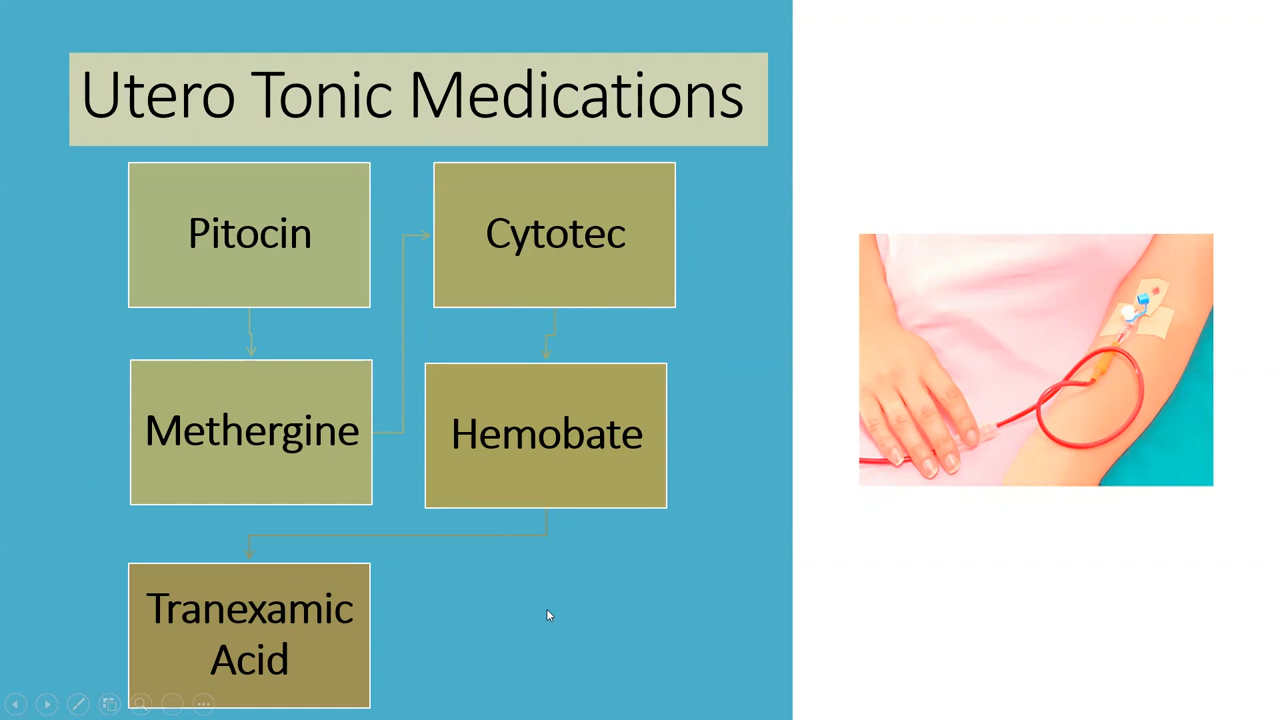 Utero Tonic Medications
Pitocin
Methergine
Cytotec
Hemobate
Tranexamic
Acid